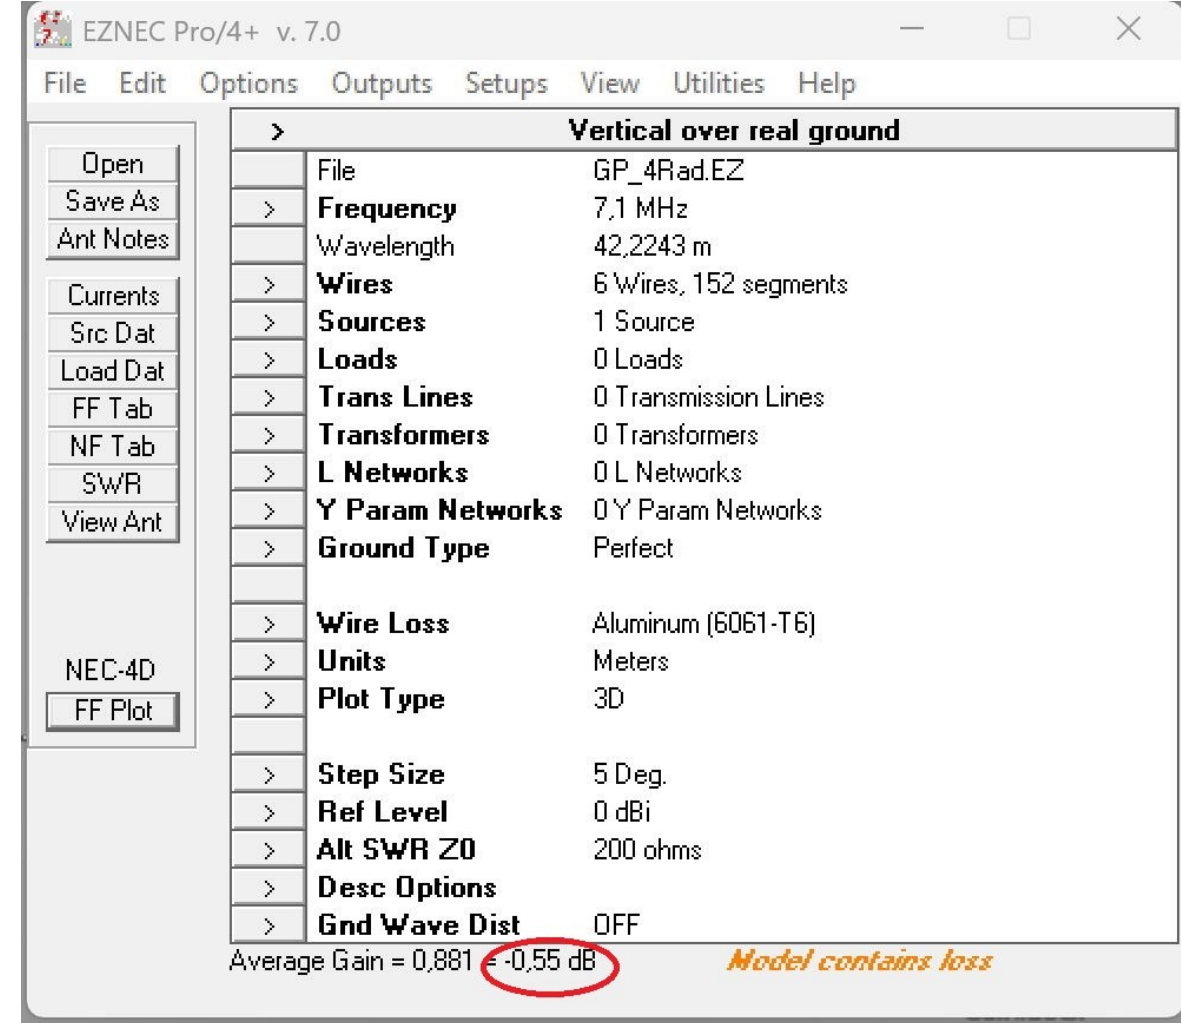 EZNEC Pro/4+ v. 7.0
File Edit Options Outputs Setups View Utilities Help
> Vertical over real ground
Open
Save As
Ant Notes
Currents
Src Dat
Load Dat
FF Tab
NF Tab
SWR
View Ant
NEC-4D
FF Plot
File GP_4Rad.EZ
> Frequency 7,1 MHz
Wavelength 42,2243 m
> Wires 6 Wires, 152 segments
> Sources 1 Source
> Loads 0 Loads
> Trans Lines 0 Transmission Lines
> Transformers 0 Transformers
> L Networks 0 L Networks
> Y Param Networks 0 Y Param Networks
> Ground Type Perfect
> Wire Loss Aluminum (6061-T6)
> Units Meters
> Plot Type 3D
> Step Size 5 Deg.
> Ref Level 0 dBi
> Alt SWR Z0 200 ohms
> Desc Options
> Gnd Wave Dist OFF
Average Gain = 0,881 = -0,55 dB Model contains loss